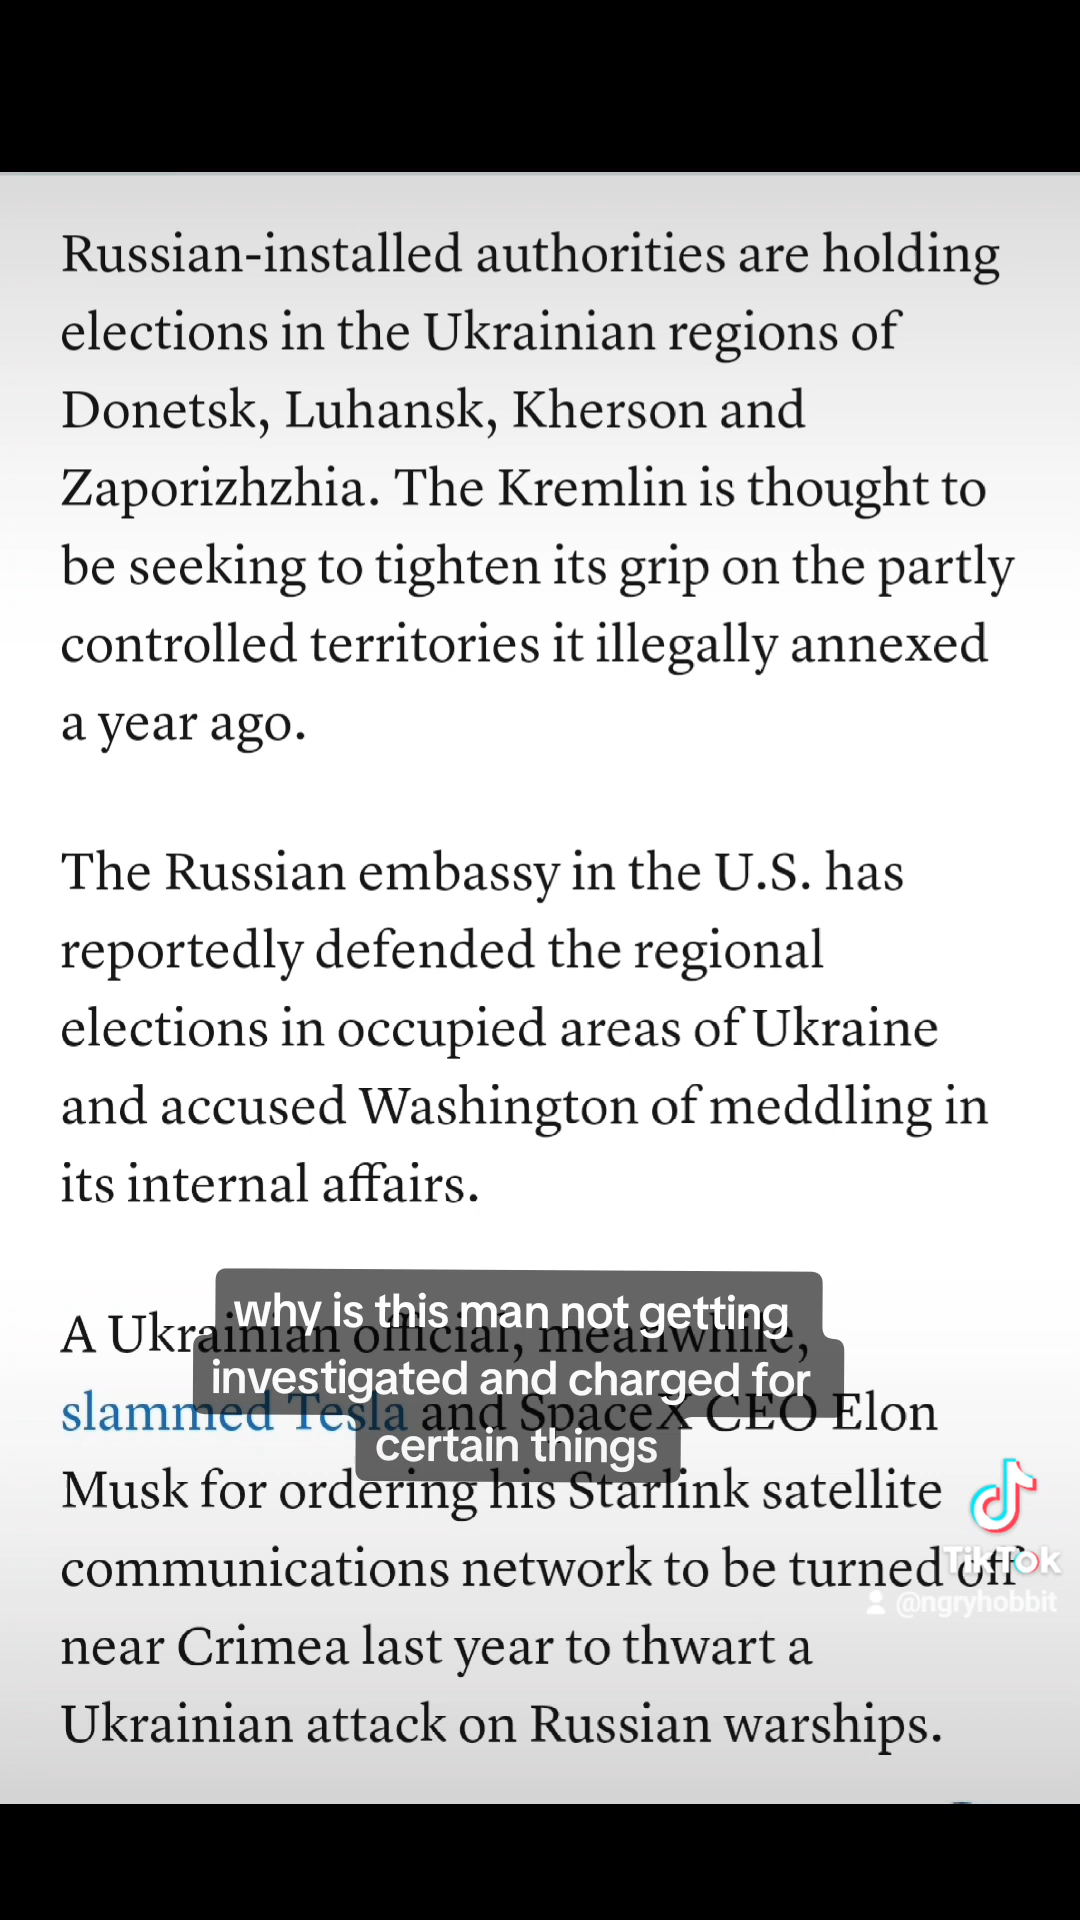 Russian-installed authorities are holding
elections in the Ukrainian regions of
Donetsk, Luhansk, Kherson and
Zaporizhzhia. The Kremlin is thought to
be seeking to tighten its grip on the partly
controlled territories it illegally annexed
a year ago.
The Russian embassy in the U.S. has
reportedly defended the regional
elections in occupied areas of Ukraine
and accused Washington of meddling in
its internal affairs.
A Ukrainian official, meanwhile,
slammed Tesla and SpaceX CEO Elon
Musk for ordering his Starlink satellite
communications network to be turned off
near Crimea last year to thwart a
Ukrainian attack on Russian warships.
why is this man not getting
investigated and charged for
certain things
TikTok
@ngryhobbit